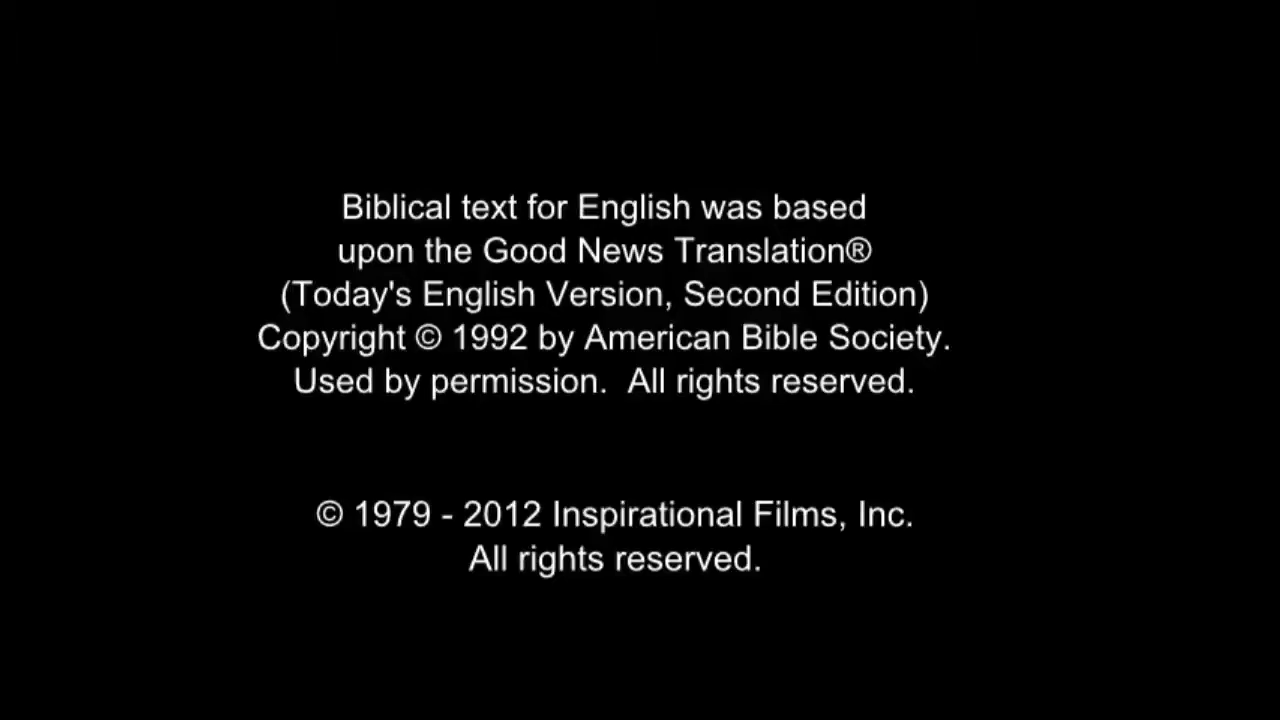 Biblical text for English was based
upon the Good News Translation®
(Today's English Version, Second Edition)
Copyright © 1992 by American Bible Society.
Used by permission.  All rights reserved.
© 1979 - 2012 Inspirational Films, Inc.
All rights reserved.